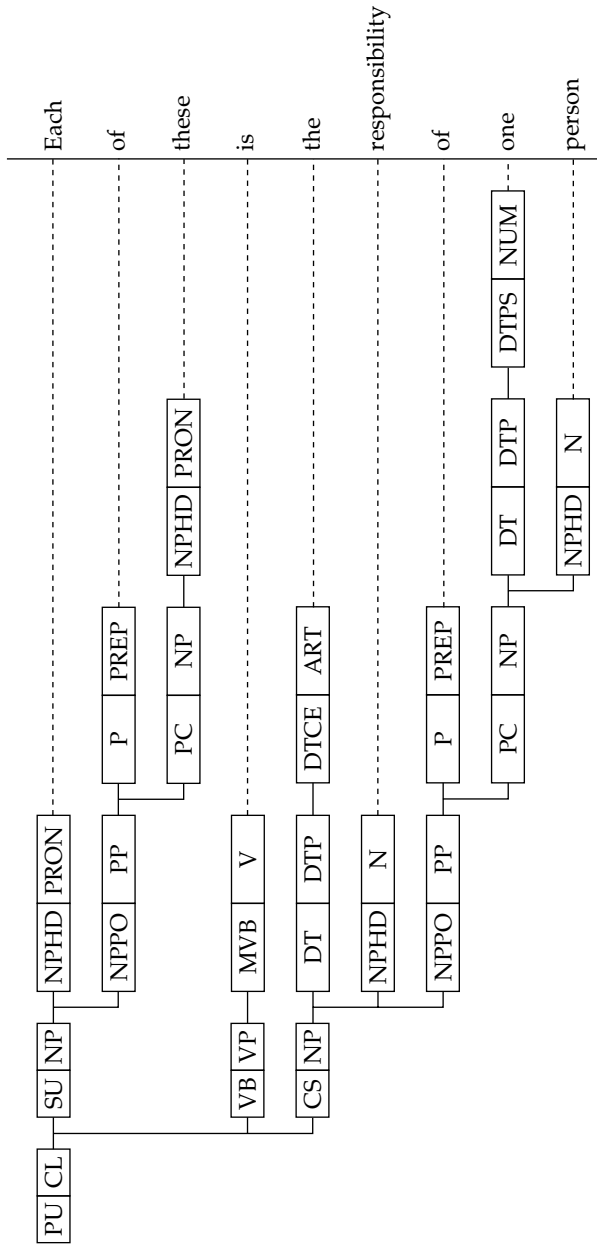 PU CL SU NP NPHD PRON Each
NPPO PP P PREP of
PC NP NPHD PRON these
VB VP MVB V is
CS NP DT DTP DTCE ART the
NPHD N responsibility
NPPO PP P PREP of
PC NP DT DTP DTPS NUM one
NPHD N person